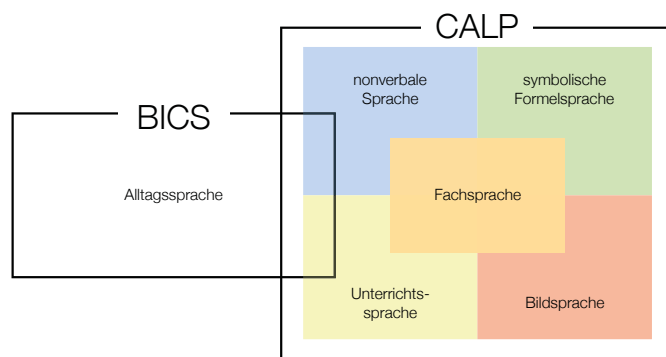 CALP
nonverbale
Sprache
symbolische
Formelsprache
BICS
Alltagssprache
Fachsprache
Unterrichts-
sprache
Bildsprache